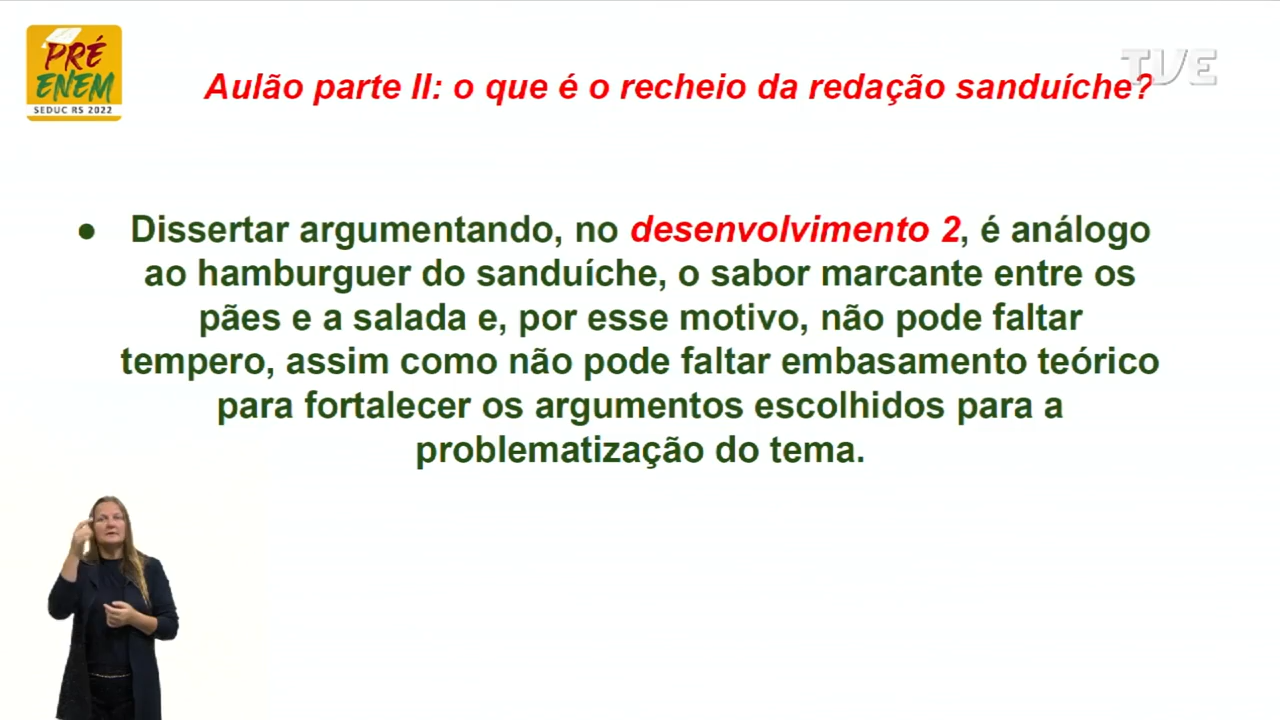 PRÉ
ENEM
SEDUC RS 2022
TVE
Aulão parte II: o que é o recheio da redação sanduíche?
● Dissertar argumentando, no desenvolvimento 2, é análogo
ao hamburguer do sanduíche, o sabor marcante entre os
pães e a salada e, por esse motivo, não pode faltar
tempero, assim como não pode faltar embasamento teórico
para fortalecer os argumentos escolhidos para a
problematização do tema.